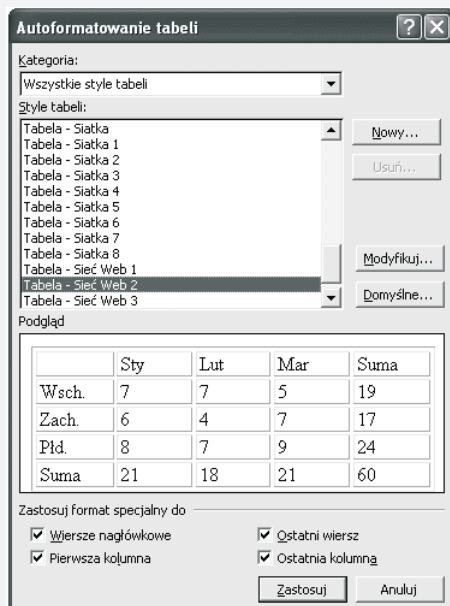 Autoformatowanie tabeli
Kategoria:
Wszystkie style tabeli
Style tabeli:
Tabela - Siatka
Tabela - Siatka 1
Tabela - Siatka 2
Tabela - Siatka 3
Tabela - Siatka 4
Tabela - Siatka 5
Tabela - Siatka 6
Tabela - Siatka 7
Tabela - Siatka 8
Tabela - Sieć Web 1
Tabela - Sieć Web 2
Tabela - Sieć Web 3
Nowy...
Usuń...
Modyfikuj...
Domyślne...
Podgląd
Sty Lut Mar Suma
Wsch. 7 7 5 19
Zach. 6 4 7 17
Płd. 8 7 9 24
Suma 21 18 21 60
Zastosuj format specjalny do
Wiersze nagłówkowe Ostatni wiersz
Pierwsza kolumna Ostatnia kolumna
Zastosuj Anuluj